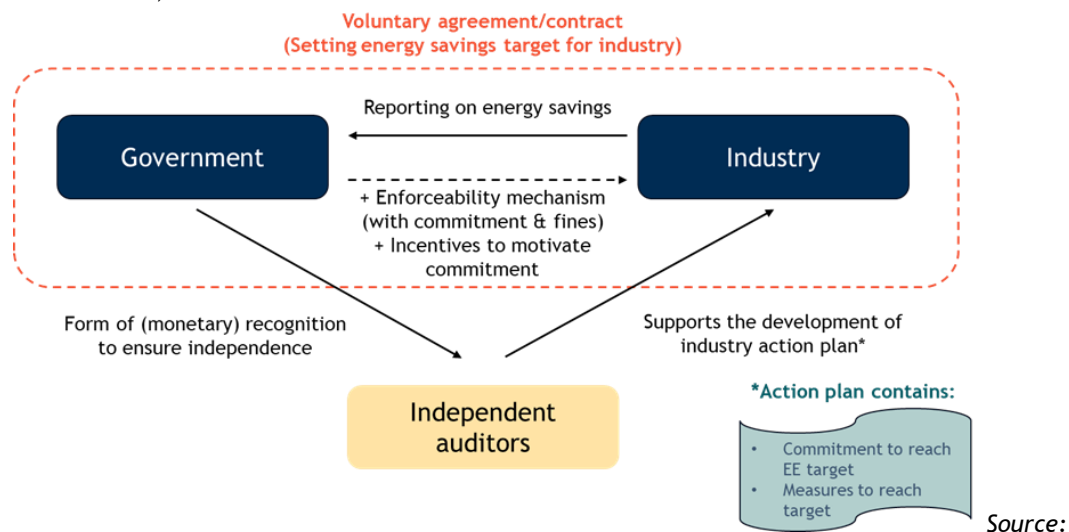 Voluntary agreement/contract
(Setting energy savings target for industry)
Reporting on energy savings
Government
Industry
+ Enforceability mechanism
(with commitment & fines)
+ Incentives to motivate
commitment
Form of (monetary) recognition
to ensure independence
Supports the development of
industry action plan*
Independent
auditors
*Action plan contains:
• Commitment to reach
EE target
• Measures to reach
target
Source: